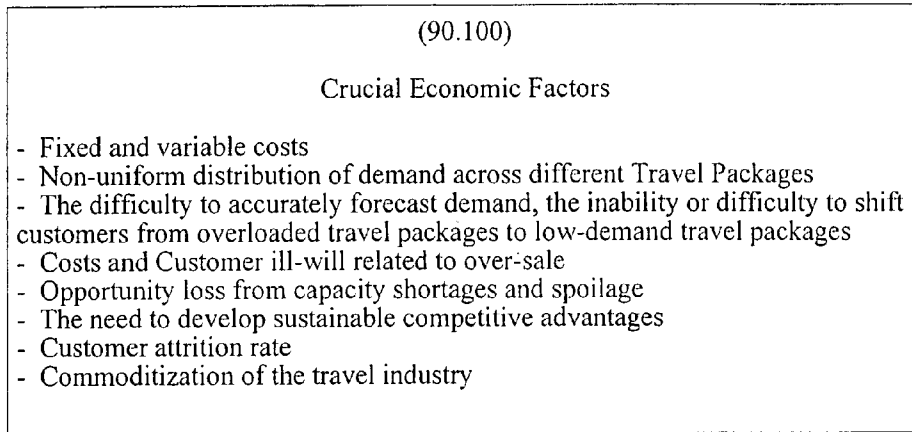 (90.100)
Crucial Economic Factors
- Fixed and variable costs
- Non-uniform distribution of demand across different Travel Packages
- The difficulty to accurately forecast demand, the inability or difficulty to shift
customers from overloaded travel packages to low-demand travel packages
- Costs and Customer ill-will related to over-sale
- Opportunity loss from capacity shortages and spoilage
- The need to develop sustainable competitive advantages
- Customer attrition rate
- Commoditization of the travel industry